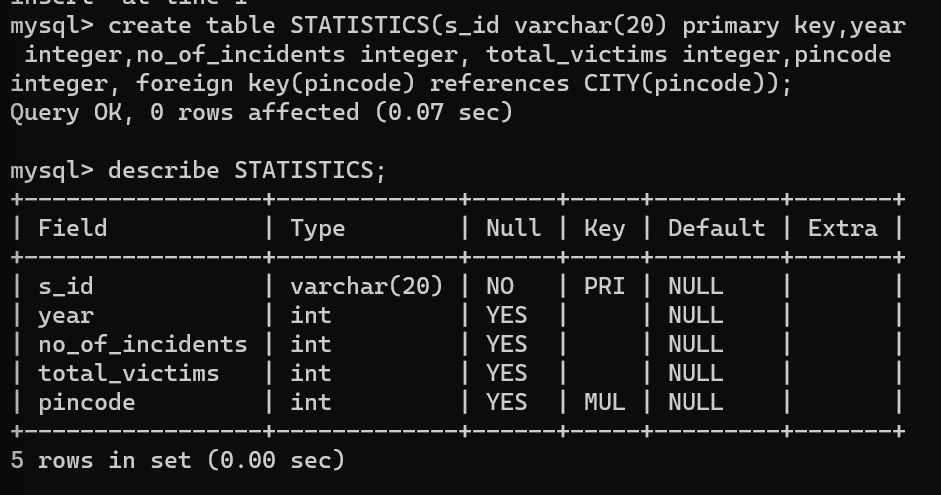 mysql> create table STATISTICS(s_id varchar(20) primary key,year
 integer,no_of_incidents integer, total_victims integer,pincode
integer, foreign key(pincode) references CITY(pincode));
Query OK, 0 rows affected (0.07 sec)

mysql> describe STATISTICS;
+-----------------+-------------+------+-----+---------+-------+
| Field           | Type        | Null | Key | Default | Extra |
+-----------------+-------------+------+-----+---------+-------+
| s_id            | varchar(20) | NO   | PRI | NULL    |       |
| year            | int         | YES  |     | NULL    |       |
| no_of_incidents | int         | YES  |     | NULL    |       |
| total_victims   | int         | YES  |     | NULL    |       |
| pincode         | int         | YES  | MUL | NULL    |       |
+-----------------+-------------+------+-----+---------+-------+
5 rows in set (0.00 sec)